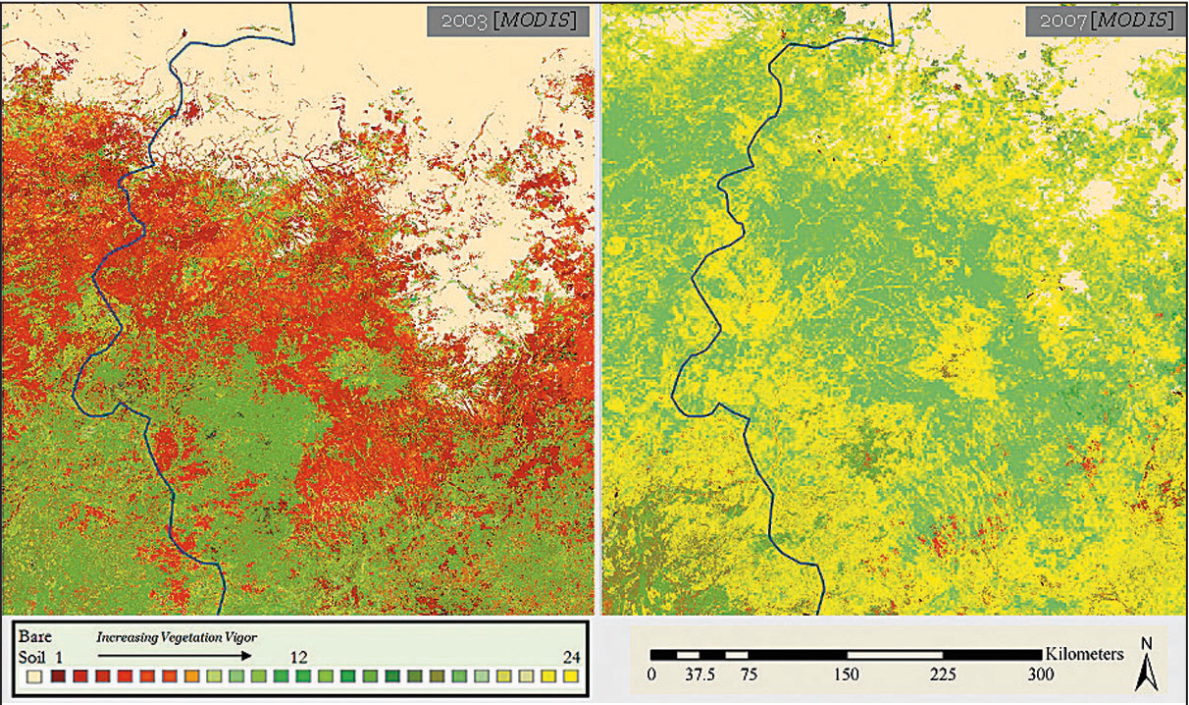 2003 [MODIS]
2007 [MODIS]
Bare Increasing Vegetation Vigor
Soil 1 12 24
N
Kilometers
0 37.5 75 150 225 300